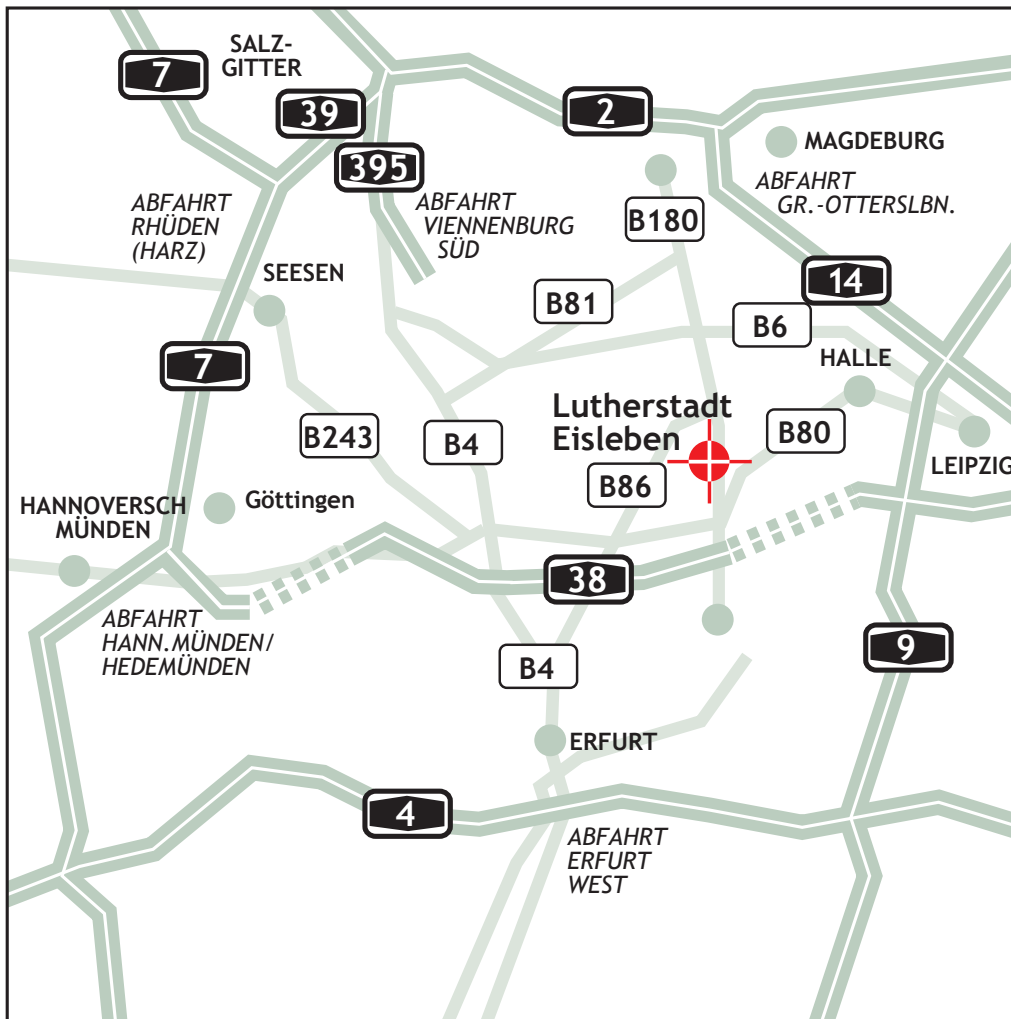 SALZ-
GITTER
7
39
2
395
MAGDEBURG
ABFAHRT
RHÜDEN
(HARZ)
ABFAHRT
VIENNENBURG
SÜD
B180
ABFAHRT
GR.-OTTERSLBN.
SEESEN
14
B81
B6
7
HALLE
Lutherstadt
Eisleben
B243
B4
B80
B86
LEIPZIG
HANNOVERSCH
MÜNDEN
Göttingen
38
ABFAHRT
HANN.MÜNDEN/
HEDEMÜNDEN
B4
9
ERFURT
4
ABFAHRT
ERFURT
WEST